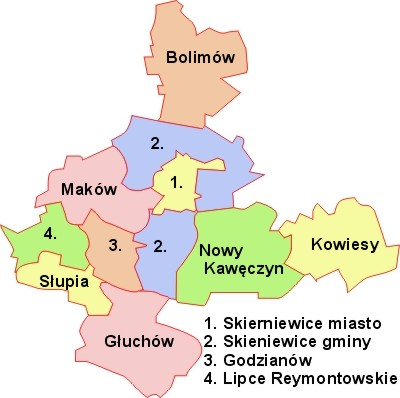 Bolimów
2.
1.
Maków
4.
3.
2.
Nowy
Kawęczyn
Kowiesy
Słupia
Głuchów
1. Skierniewice miasto
2. Skieniewice gminy
3. Godzianów
4. Lipce Reymontowskie